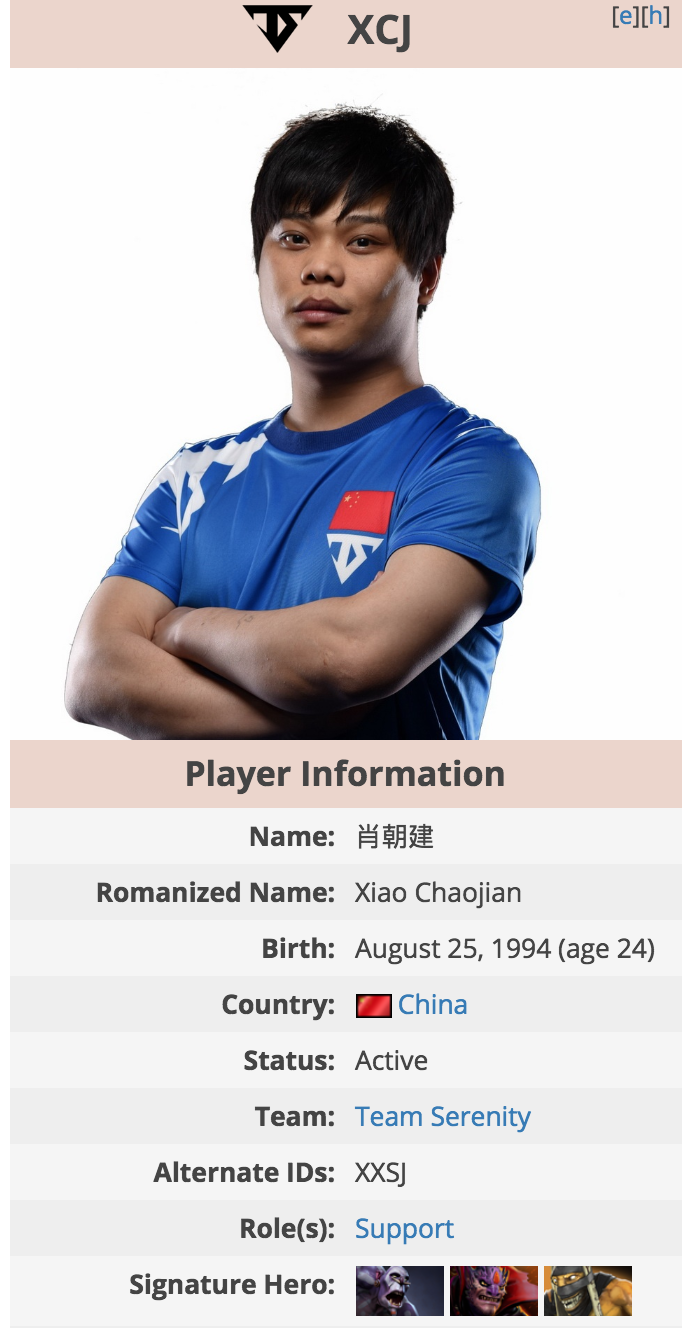 XCJ
[e][h]
Player Information
Name: 肖朝建
Romanized Name: Xiao Chaojian
Birth: August 25, 1994 (age 24)
Country: China
Status: Active
Team: Team Serenity
Alternate IDs: XXSJ
Role(s): Support
Signature Hero: